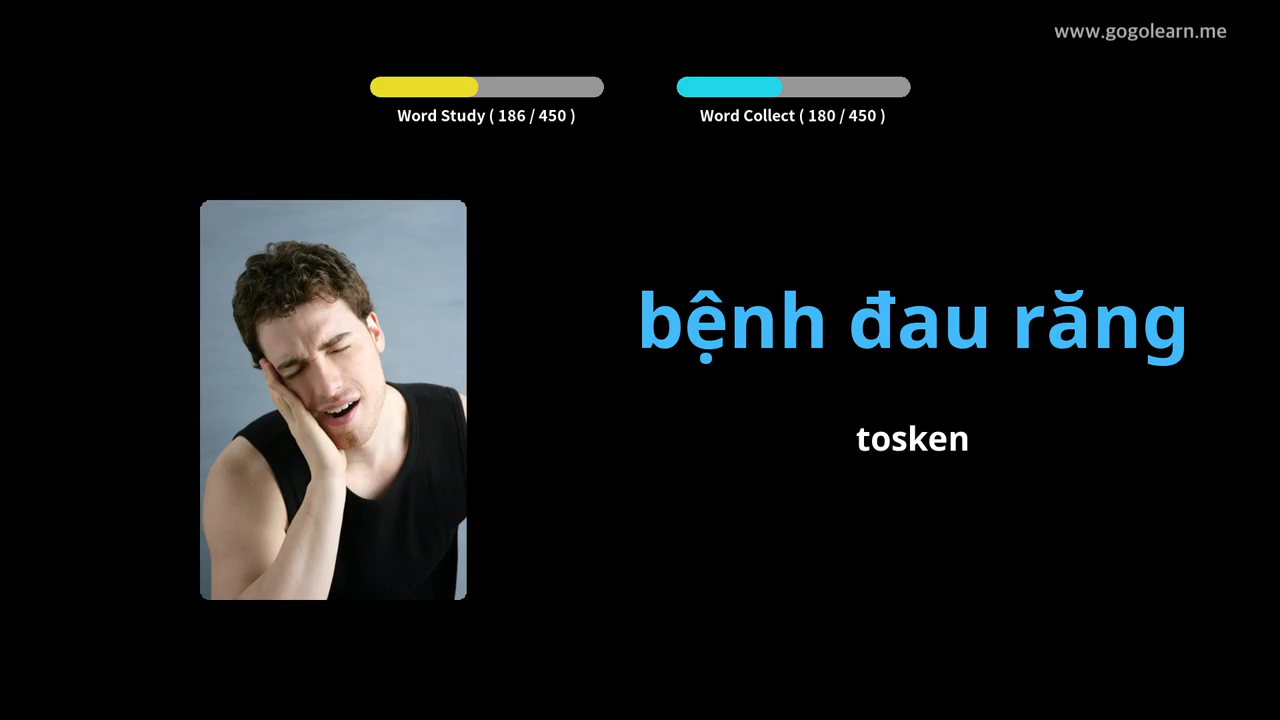 www.gogolearn.me
Word Study ( 186 / 450 )
Word Collect ( 180 / 450 )
bệnh đau răng
tosken